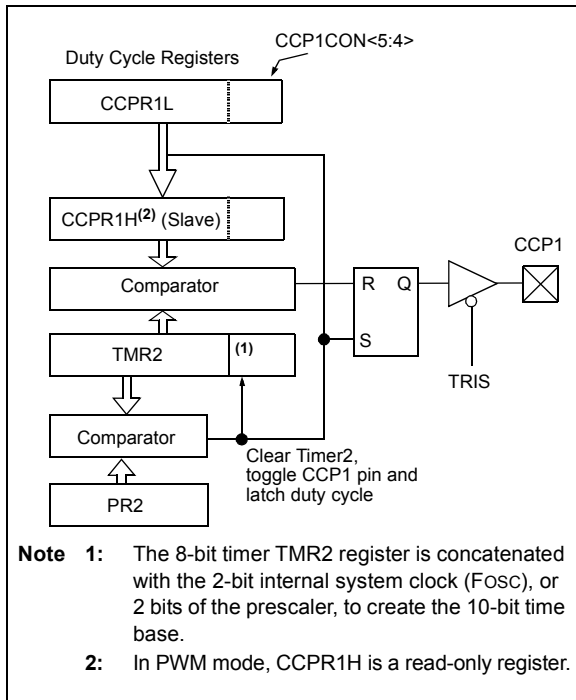 CCP1CON<5:4>
Duty Cycle Registers
CCPR1L
CCPR1H(2) (Slave)
CCP1
Comparator
R Q
TMR2
(1)
S
TRIS
Comparator
Clear Timer2,
toggle CCP1 pin and
latch duty cycle
PR2
Note 1: The 8-bit timer TMR2 register is concatenated
with the 2-bit internal system clock (FOSC), or
2 bits of the prescaler, to create the 10-bit time
base.
2: In PWM mode, CCPR1H is a read-only register.